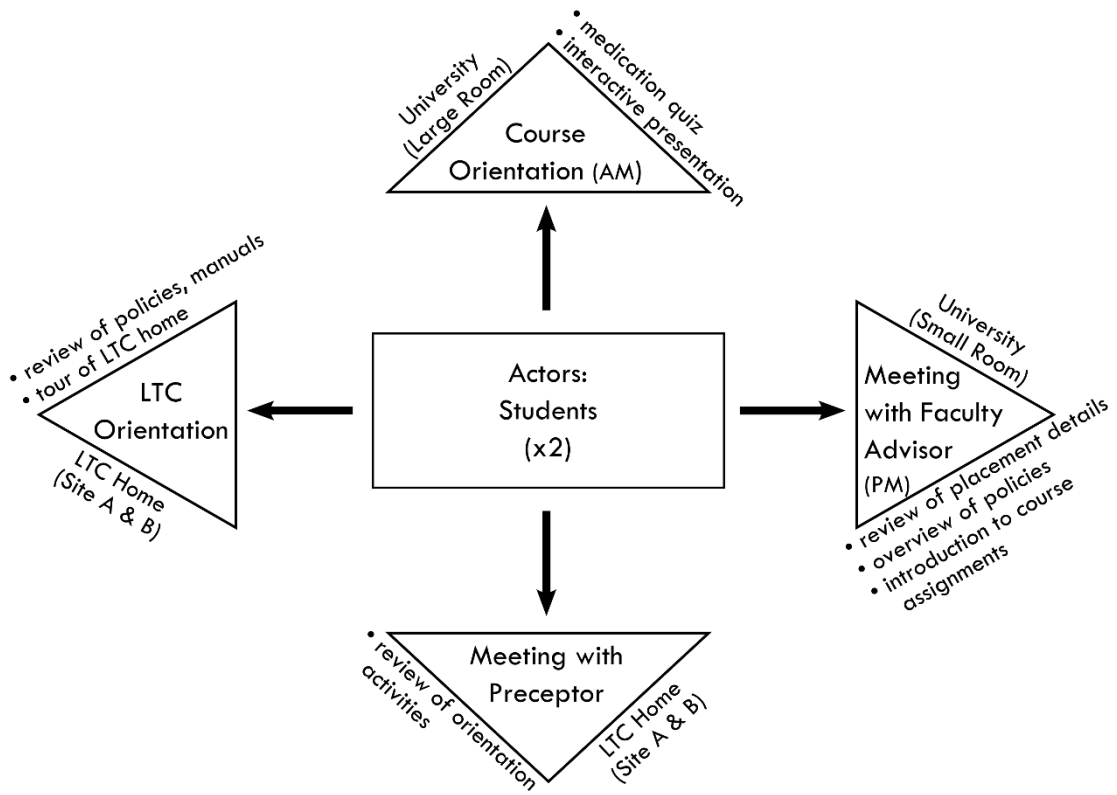 University
(Large Room)
• medication quiz
• interactive presentation
Course
Orientation (AM)
• review of policies, manuals
• tour of LTC home
LTC
Orientation
LTC Home
(Site A & B)
Actors:
Students
(x2)
University
(Small Room)
Meeting
with Faculty
Advisor
(PM)
• review of placement details
• overview of policies
• introduction to course
assignments
Meeting with
Preceptor
• review of orientation
activities
LTC Home
(Site A & B)